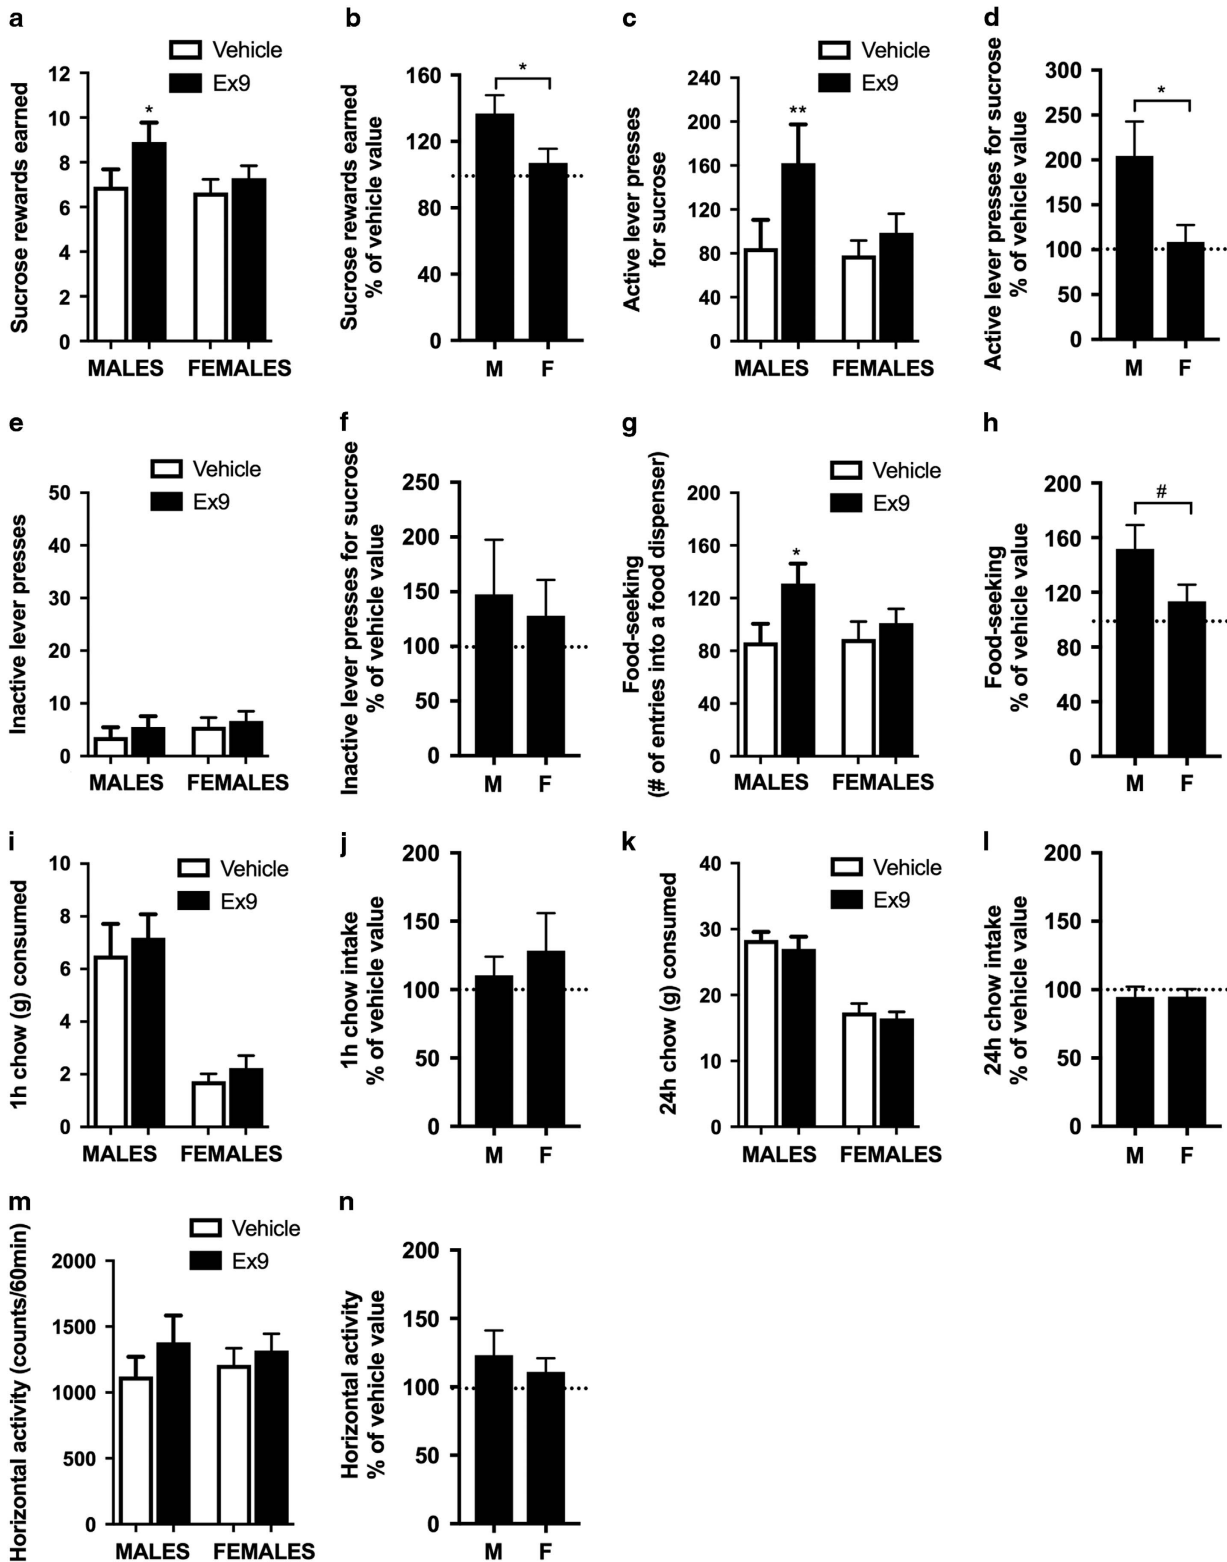 a
Vehicle
Ex9
Sucrose rewards earned
12
10
8
6
4
2
0
*
MALES FEMALES
b
Sucrose rewards earned
% of vehicle value
160
120
80
40
0
*
M F
c
Vehicle
Ex9
Active lever presses
for sucrose
240
200
160
120
80
40
0
**
MALES FEMALES
d
Active lever presses for sucrose
% of vehicle value
300
250
200
150
100
50
0
*
M F
e
Vehicle
Ex9
Inactive lever presses
50
40
30
20
10
0
MALES FEMALES
f
Inactive lever presses for sucrose
% of vehicle value
250
200
150
100
50
0
M F
g
Vehicle
Ex9
Food-seeking
(# of entries into a food dispenser)
200
160
120
80
40
0
*
MALES FEMALES
h
Food-seeking
% of vehicle value
200
160
120
80
40
0
#
M F
i
Vehicle
Ex9
1h chow (g) consumed
10
8
6
4
2
0
MALES FEMALES
j
1h chow intake
% of vehicle value
200
150
100
50
0
M F
k
Vehicle
Ex9
24h chow (g) consumed
40
30
20
10
0
MALES FEMALES
l
24h chow intake
% of vehicle value
200
150
100
50
0
M F
m
Vehicle
Ex9
Horizontal activity (counts/60min)
2000
1500
1000
500
0
MALES FEMALES
n
Horizontal activity
% of vehicle value
200
150
100
50
0
M F